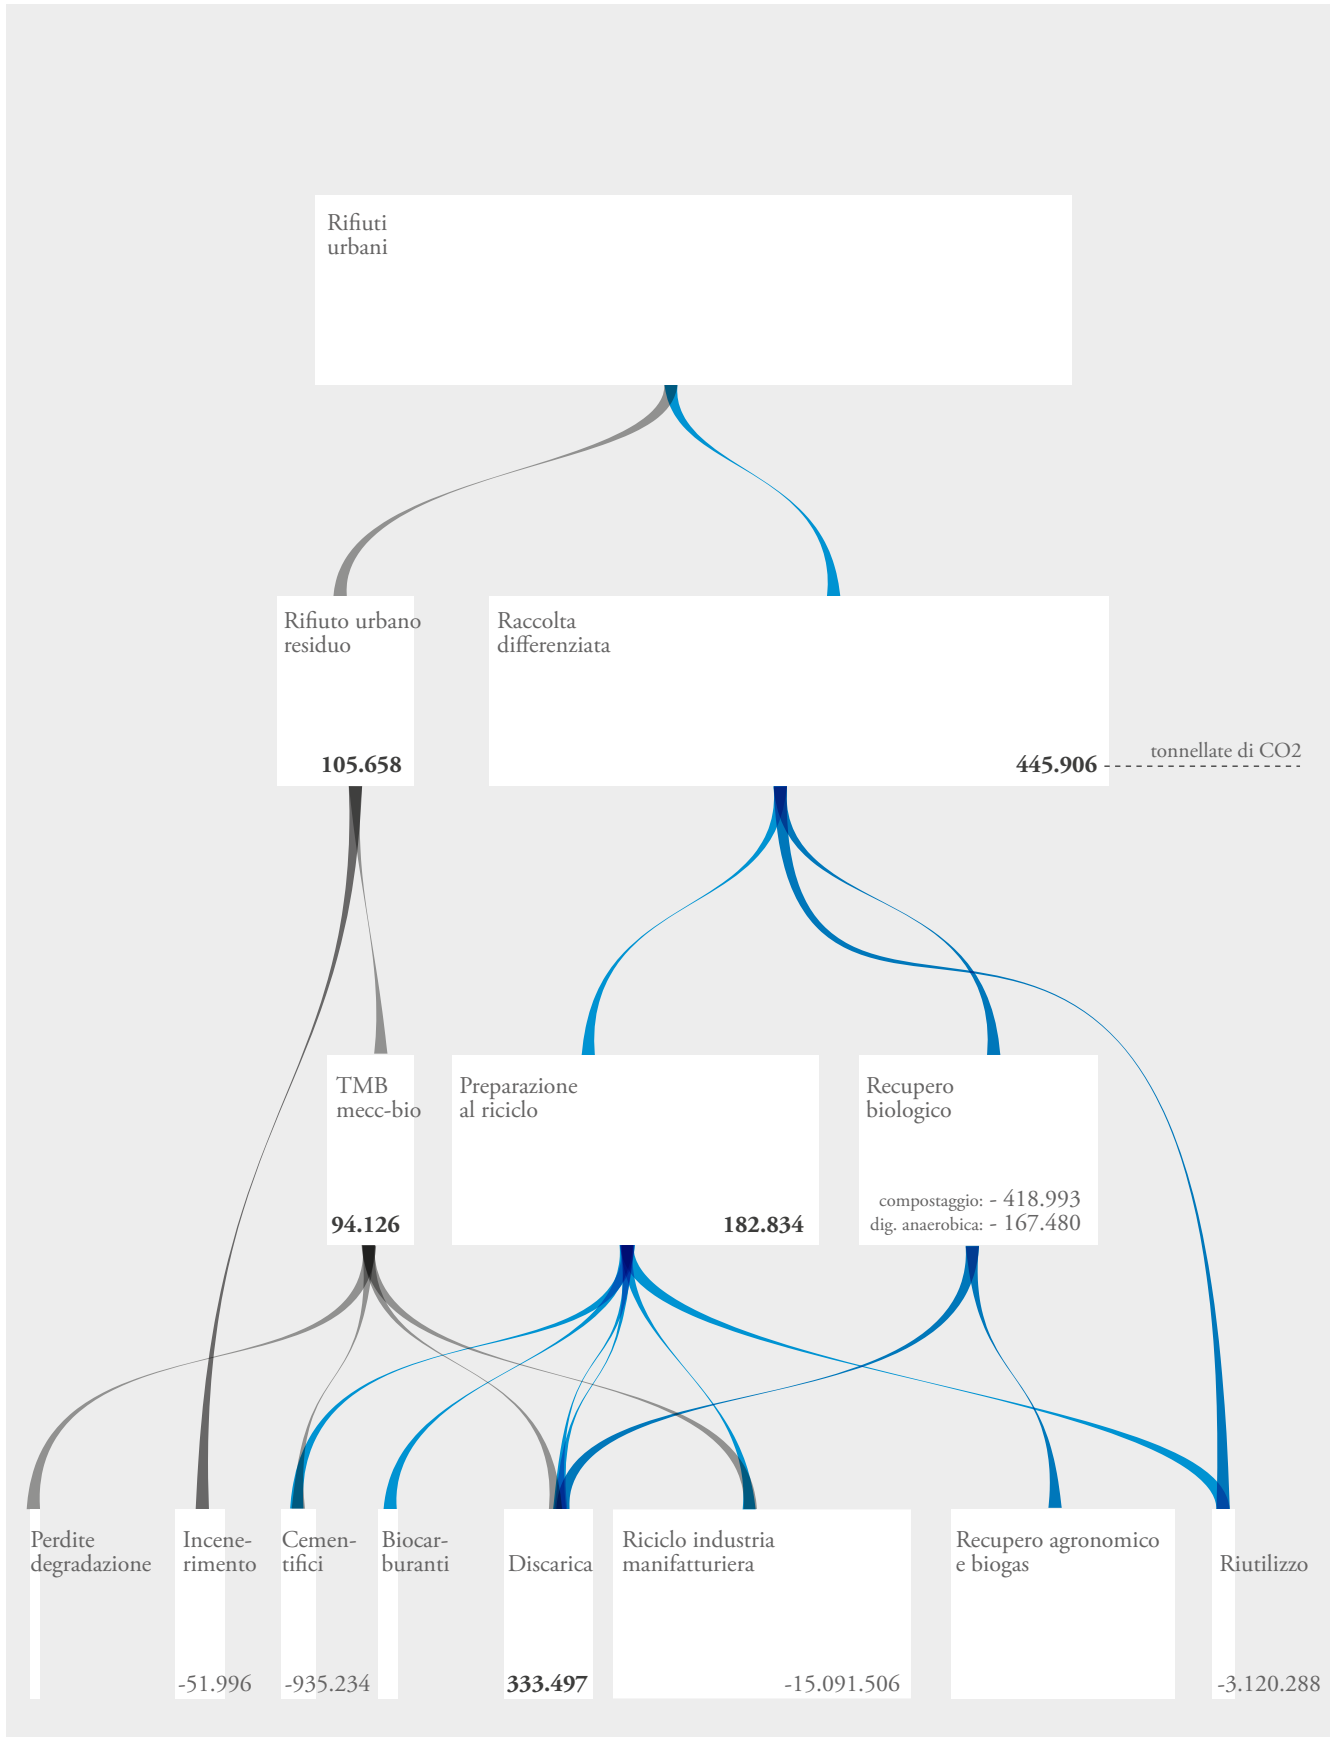 Rifiuti
urbani
Rifiuto urbano
residuo
105.658
Raccolta
differenziata
445.906
tonnellate di CO2
TMB
mecc-bio
94.126
Preparazione
al riciclo
182.834
Recupero
biologico
compostaggio: - 418.993
dig. anaerobica: - 167.480
Perdite
degradazione
Incene-
rimento
-51.996
Cemen-
tifici
-935.234
Biocar-
buranti
Discarica
333.497
Riciclo industria
manifatturiera
-15.091.506
Recupero agronomico
e biogas
Riutilizzo
-3.120.288